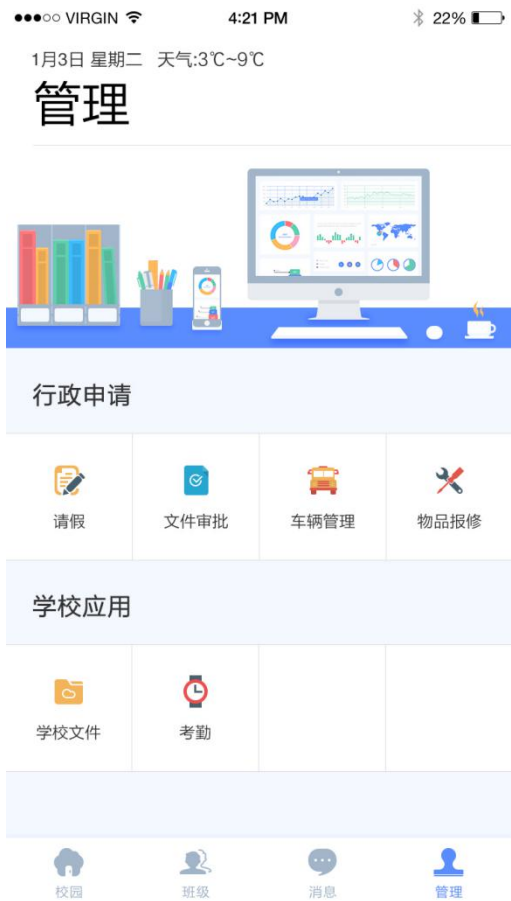 VIRGIN 4:21 PM 22%
1月3日 星期二 天气:3℃~9℃
管理
行政申请
请假 文件审批 车辆管理 物品报修
学校应用
学校文件 考勤
校园 班级 消息 管理